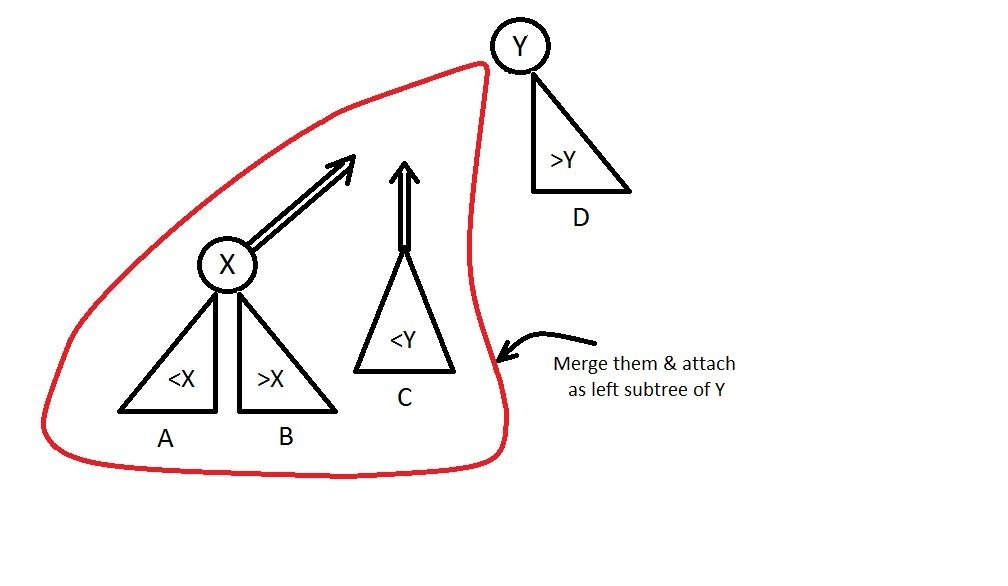 Y
>Y
D
X
<X
>X
<Y
C
A
B
Merge them & attach
as left subtree of Y